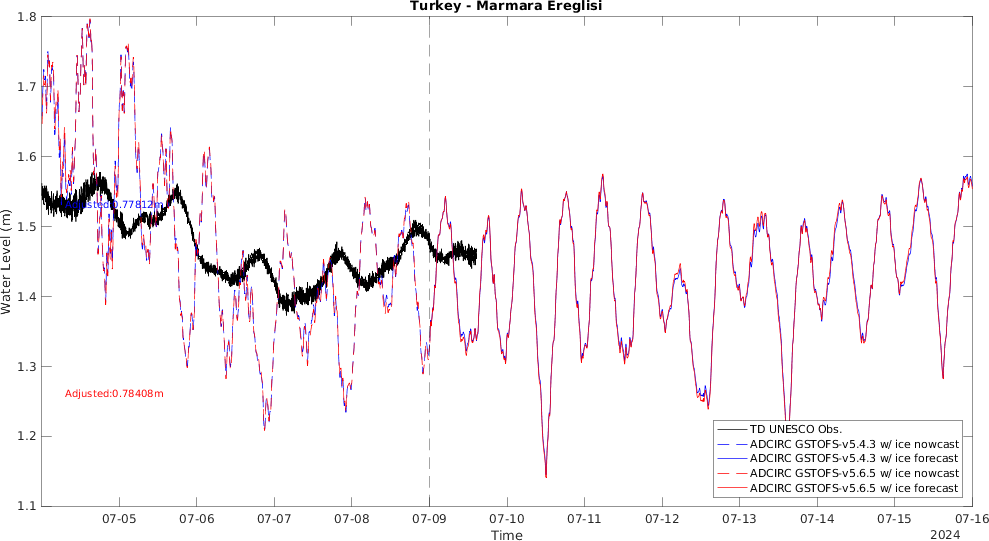 Turkey - Marmara Ereglisi
Water Level (m)
1.8
1.7
1.6
1.5
1.4
1.3
1.2
1.1
Adjusted:0.77812m
Adjusted:0.78408m
TD UNESCO Obs.
ADCIRC GSTOFS-v5.4.3 w/ ice nowcast
ADCIRC GSTOFS-v5.4.3 w/ ice forecast
ADCIRC GSTOFS-v5.6.5 w/ ice nowcast
ADCIRC GSTOFS-v5.6.5 w/ ice forecast
07-05 07-06 07-07 07-08 07-09 07-10 07-11 07-12 07-13 07-14 07-15 07-16
Time
2024